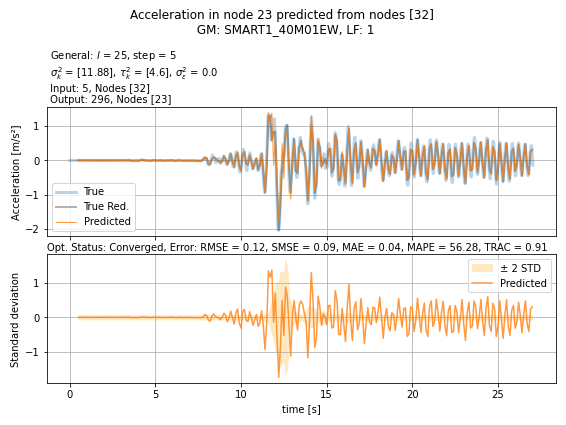 Acceleration in node 23 predicted from nodes [32]
GM: SMART1_40M01EW, LF: 1
General: l = 25, step = 5
σ_k^2 = [11.88], τ_k^2 = [4.6], σ_ε^2 = 0.0
Input: 5, Nodes [32]
Output: 296, Nodes [23]
Acceleration [m/s²]
1
0
−1
−2
True
True Red.
Predicted
Opt. Status: Converged, Error: RMSE = 0.12, SMSE = 0.09, MAE = 0.04, MAPE = 56.28, TRAC = 0.91
Standard deviation
1
0
−1
± 2 STD
Predicted
0 5 10 15 20 25
time [s]